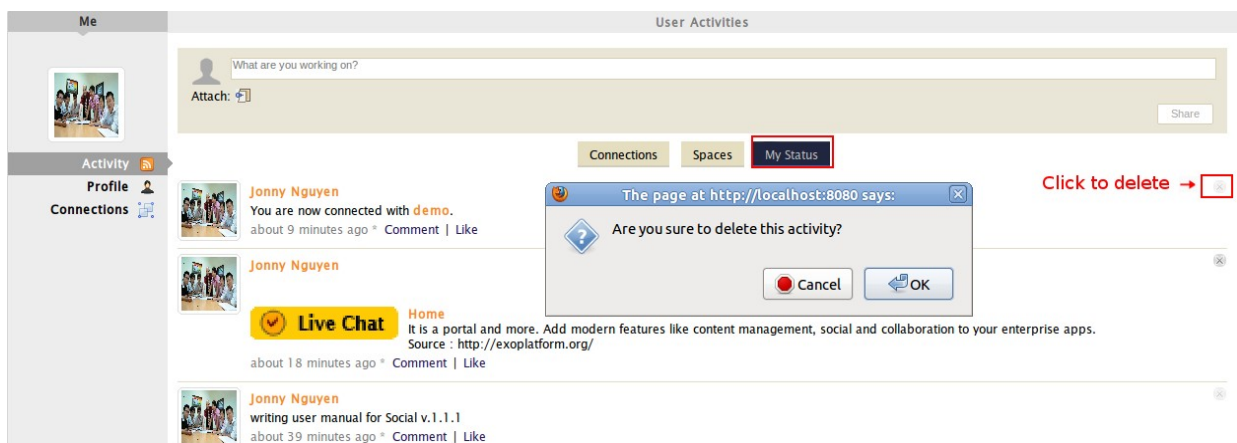 Me
User Activities
What are you working on?
Attach:
Share
Connections Spaces My Status
Activity
Profile
Connections
Click to delete →
Jonny Nguyen
You are now connected with demo.
about 9 minutes ago * Comment | Like
The page at http://localhost:8080 says:
Are you sure to delete this activity?
Cancel OK
Jonny Nguyen
Live Chat
Home
It is a portal and more. Add modern features like content management, social and collaboration to your enterprise apps.
Source : http://exoplatform.org/
about 18 minutes ago * Comment | Like
Jonny Nguyen
writing user manual for Social v.1.1.1
about 39 minutes ago * Comment | Like